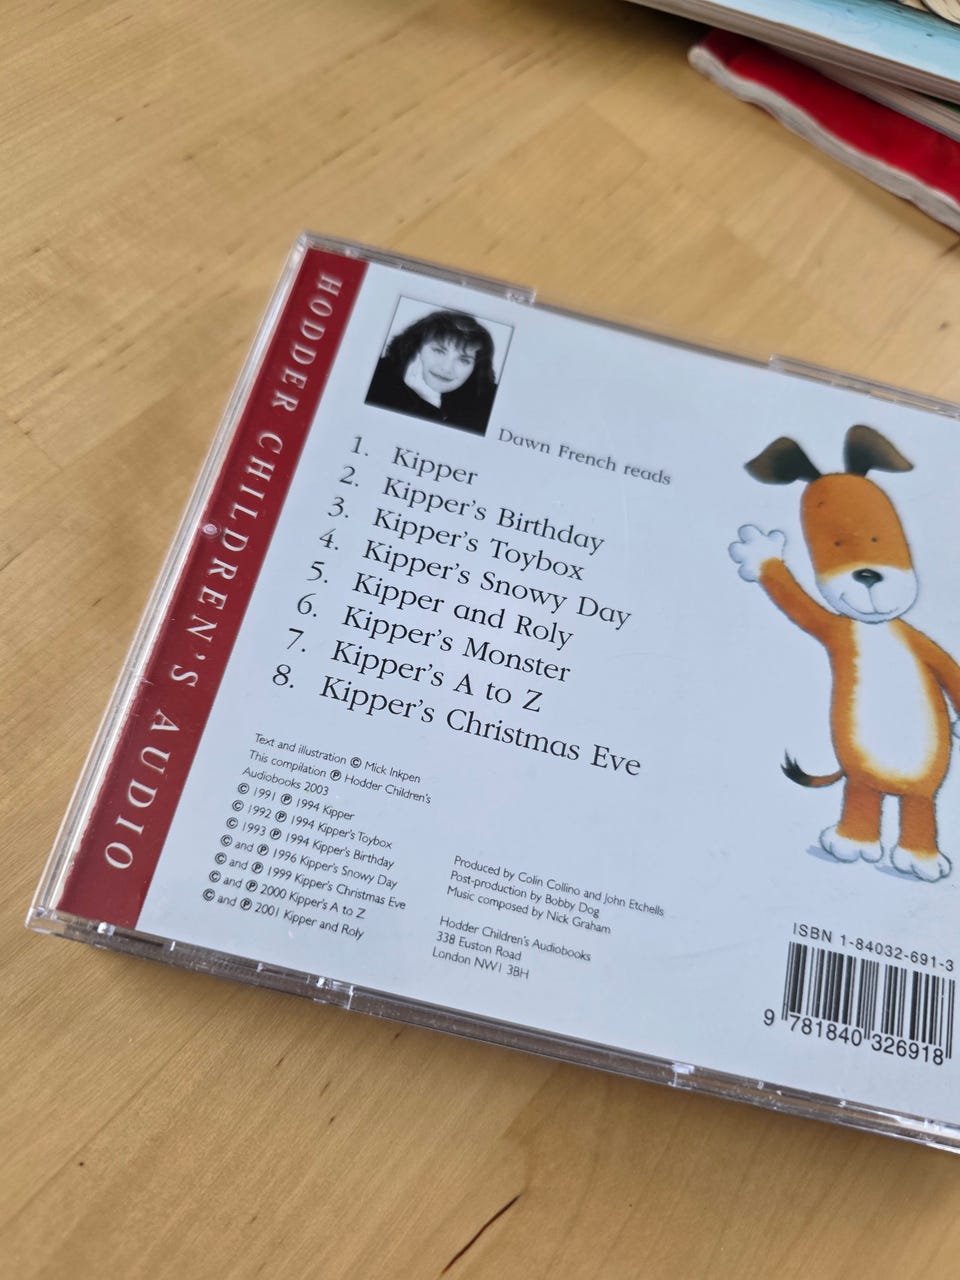 HODDER CHILDREN'S AUDIO
Dawn French reads
1. Kipper
2. Kipper's Birthday
3. Kipper's Toybox
4. Kipper's Snowy Day
5. Kipper and Roly
6. Kipper's Monster
7. Kipper's A to Z
8. Kipper's Christmas Eve
Text and illustration © Mick Inkpen
This compilation ℗ Hodder Children's
Audiobooks 2003
© 1991 ℗ 1994 Kipper
© 1992 ℗ 1994 Kipper's Toybox
© 1993 ℗ 1994 Kipper's Birthday
© and ℗ 1996 Kipper's Snowy Day
© and ℗ 1999 Kipper's Christmas Eve
© and ℗ 2000 Kipper's A to Z
© and ℗ 2001 Kipper and Roly
Produced by Colin Collino and John Etchells
Post-production by Bobby Dog
Music composed by Nick Graham
Hodder Children's Audiobooks
338 Euston Road
London NW1 3BH
ISBN 1-84032-691-3
9 781840 326918